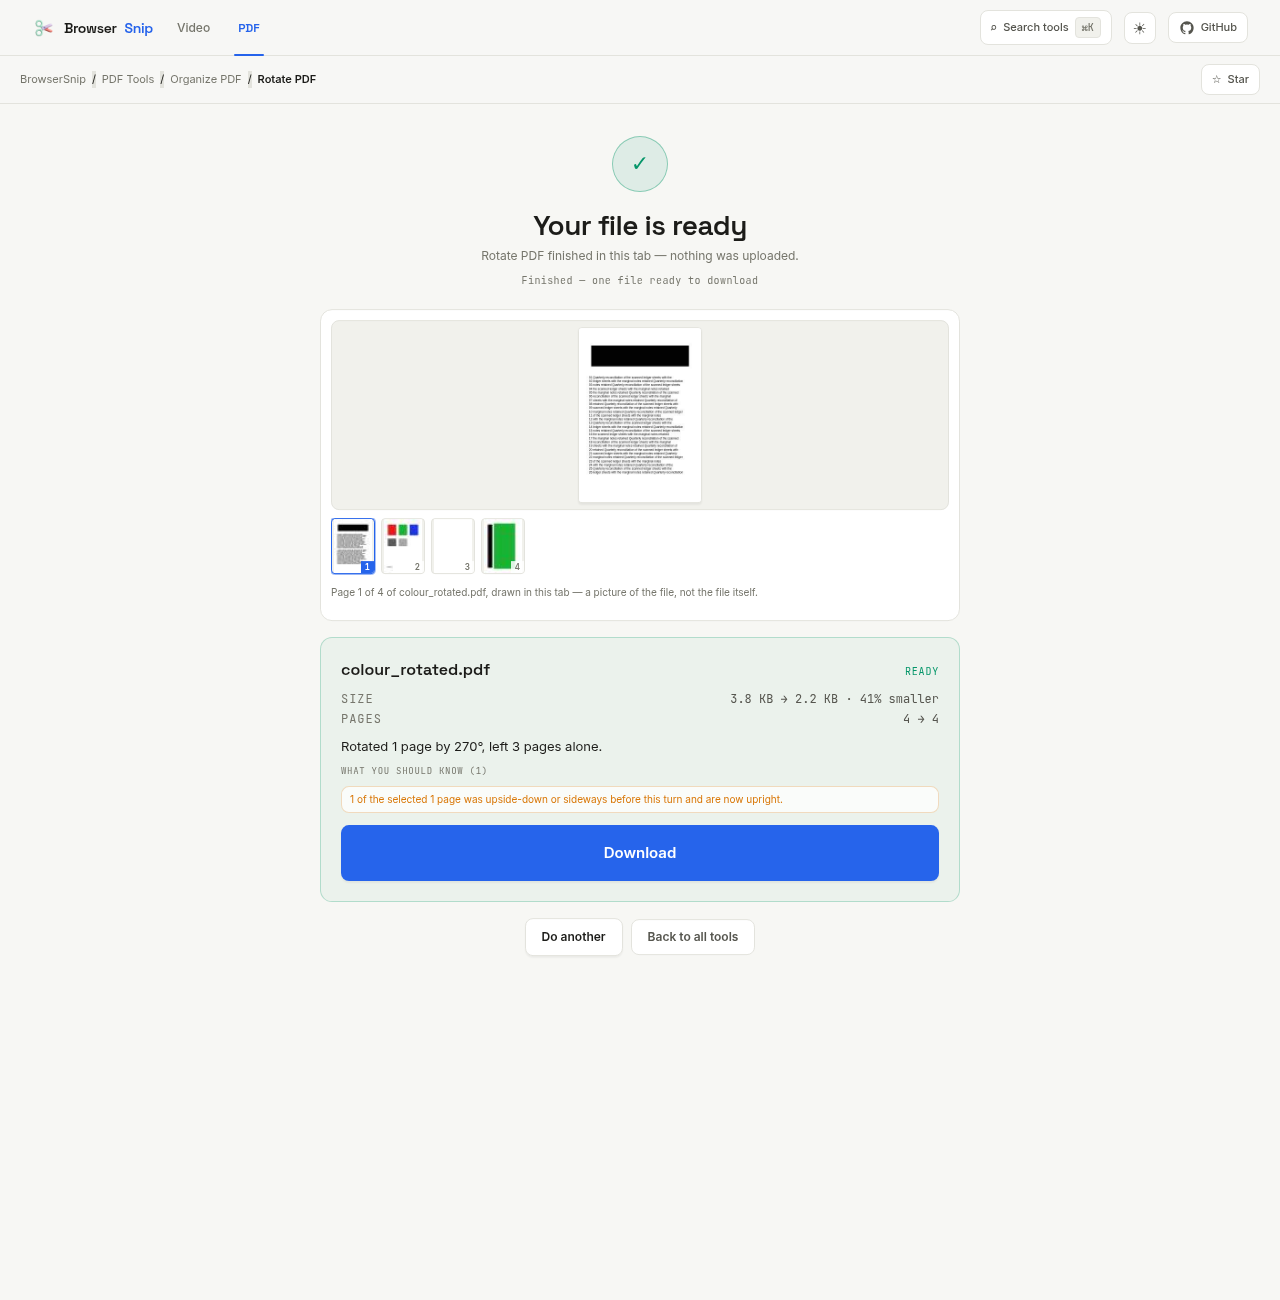 Browser Snip Video PDF Search tools ⌘K GitHub
BrowserSnip / PDF Tools / Organize PDF / Rotate PDF ☆ Star
✓
Your file is ready
Rotate PDF finished in this tab — nothing was uploaded.
Finished — one file ready to download
1 2 3 4
Page 1 of 4 of colour_rotated.pdf, drawn in this tab — a picture of the file, not the file itself.
colour_rotated.pdf READY
SIZE 3.8 KB → 2.2 KB · 41% smaller
PAGES 4 → 4
Rotated 1 page by 270°, left 3 pages alone.
WHAT YOU SHOULD KNOW (1)
1 of the selected 1 page was upside-down or sideways before this turn and are now upright.
Download
Do another Back to all tools